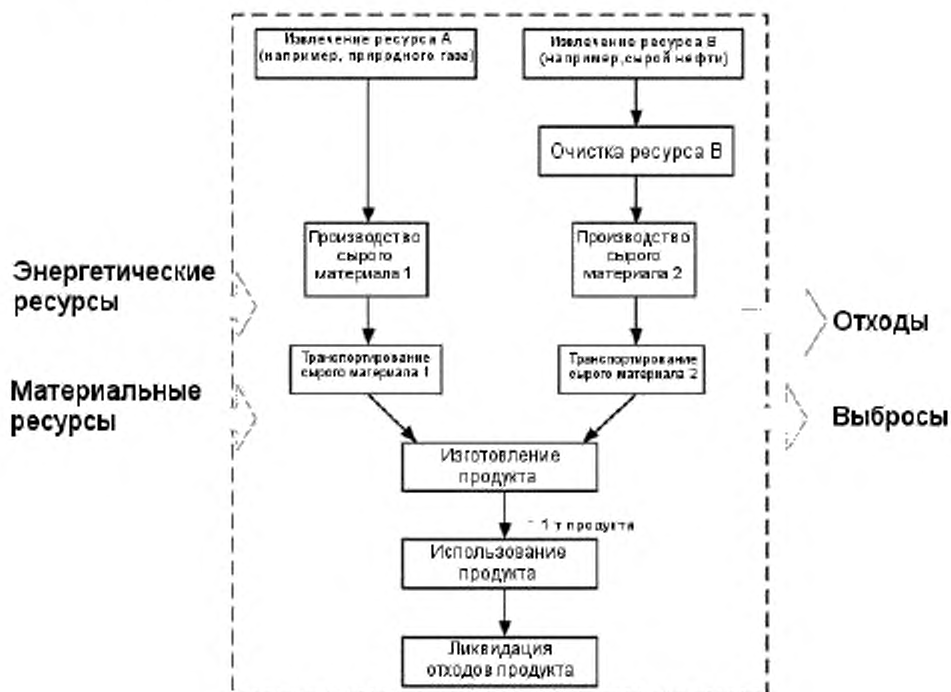 Извлечение ресурса А
(например, природного газа)
Извлечение ресурса В
(например,сырой нефти)
Очистка ресурса В
Производство
сырого
материала 1
Производство
сырого
материала 2
Энергетические
ресурсы
Материальные
ресурсы
Отходы
Выбросы
Транспортирование
сырого материала 1
Транспортирование
сырого материала 2
Изготовление
продукта
1 т продукта
Использование
продукта
Ликвидация
отходов продукта